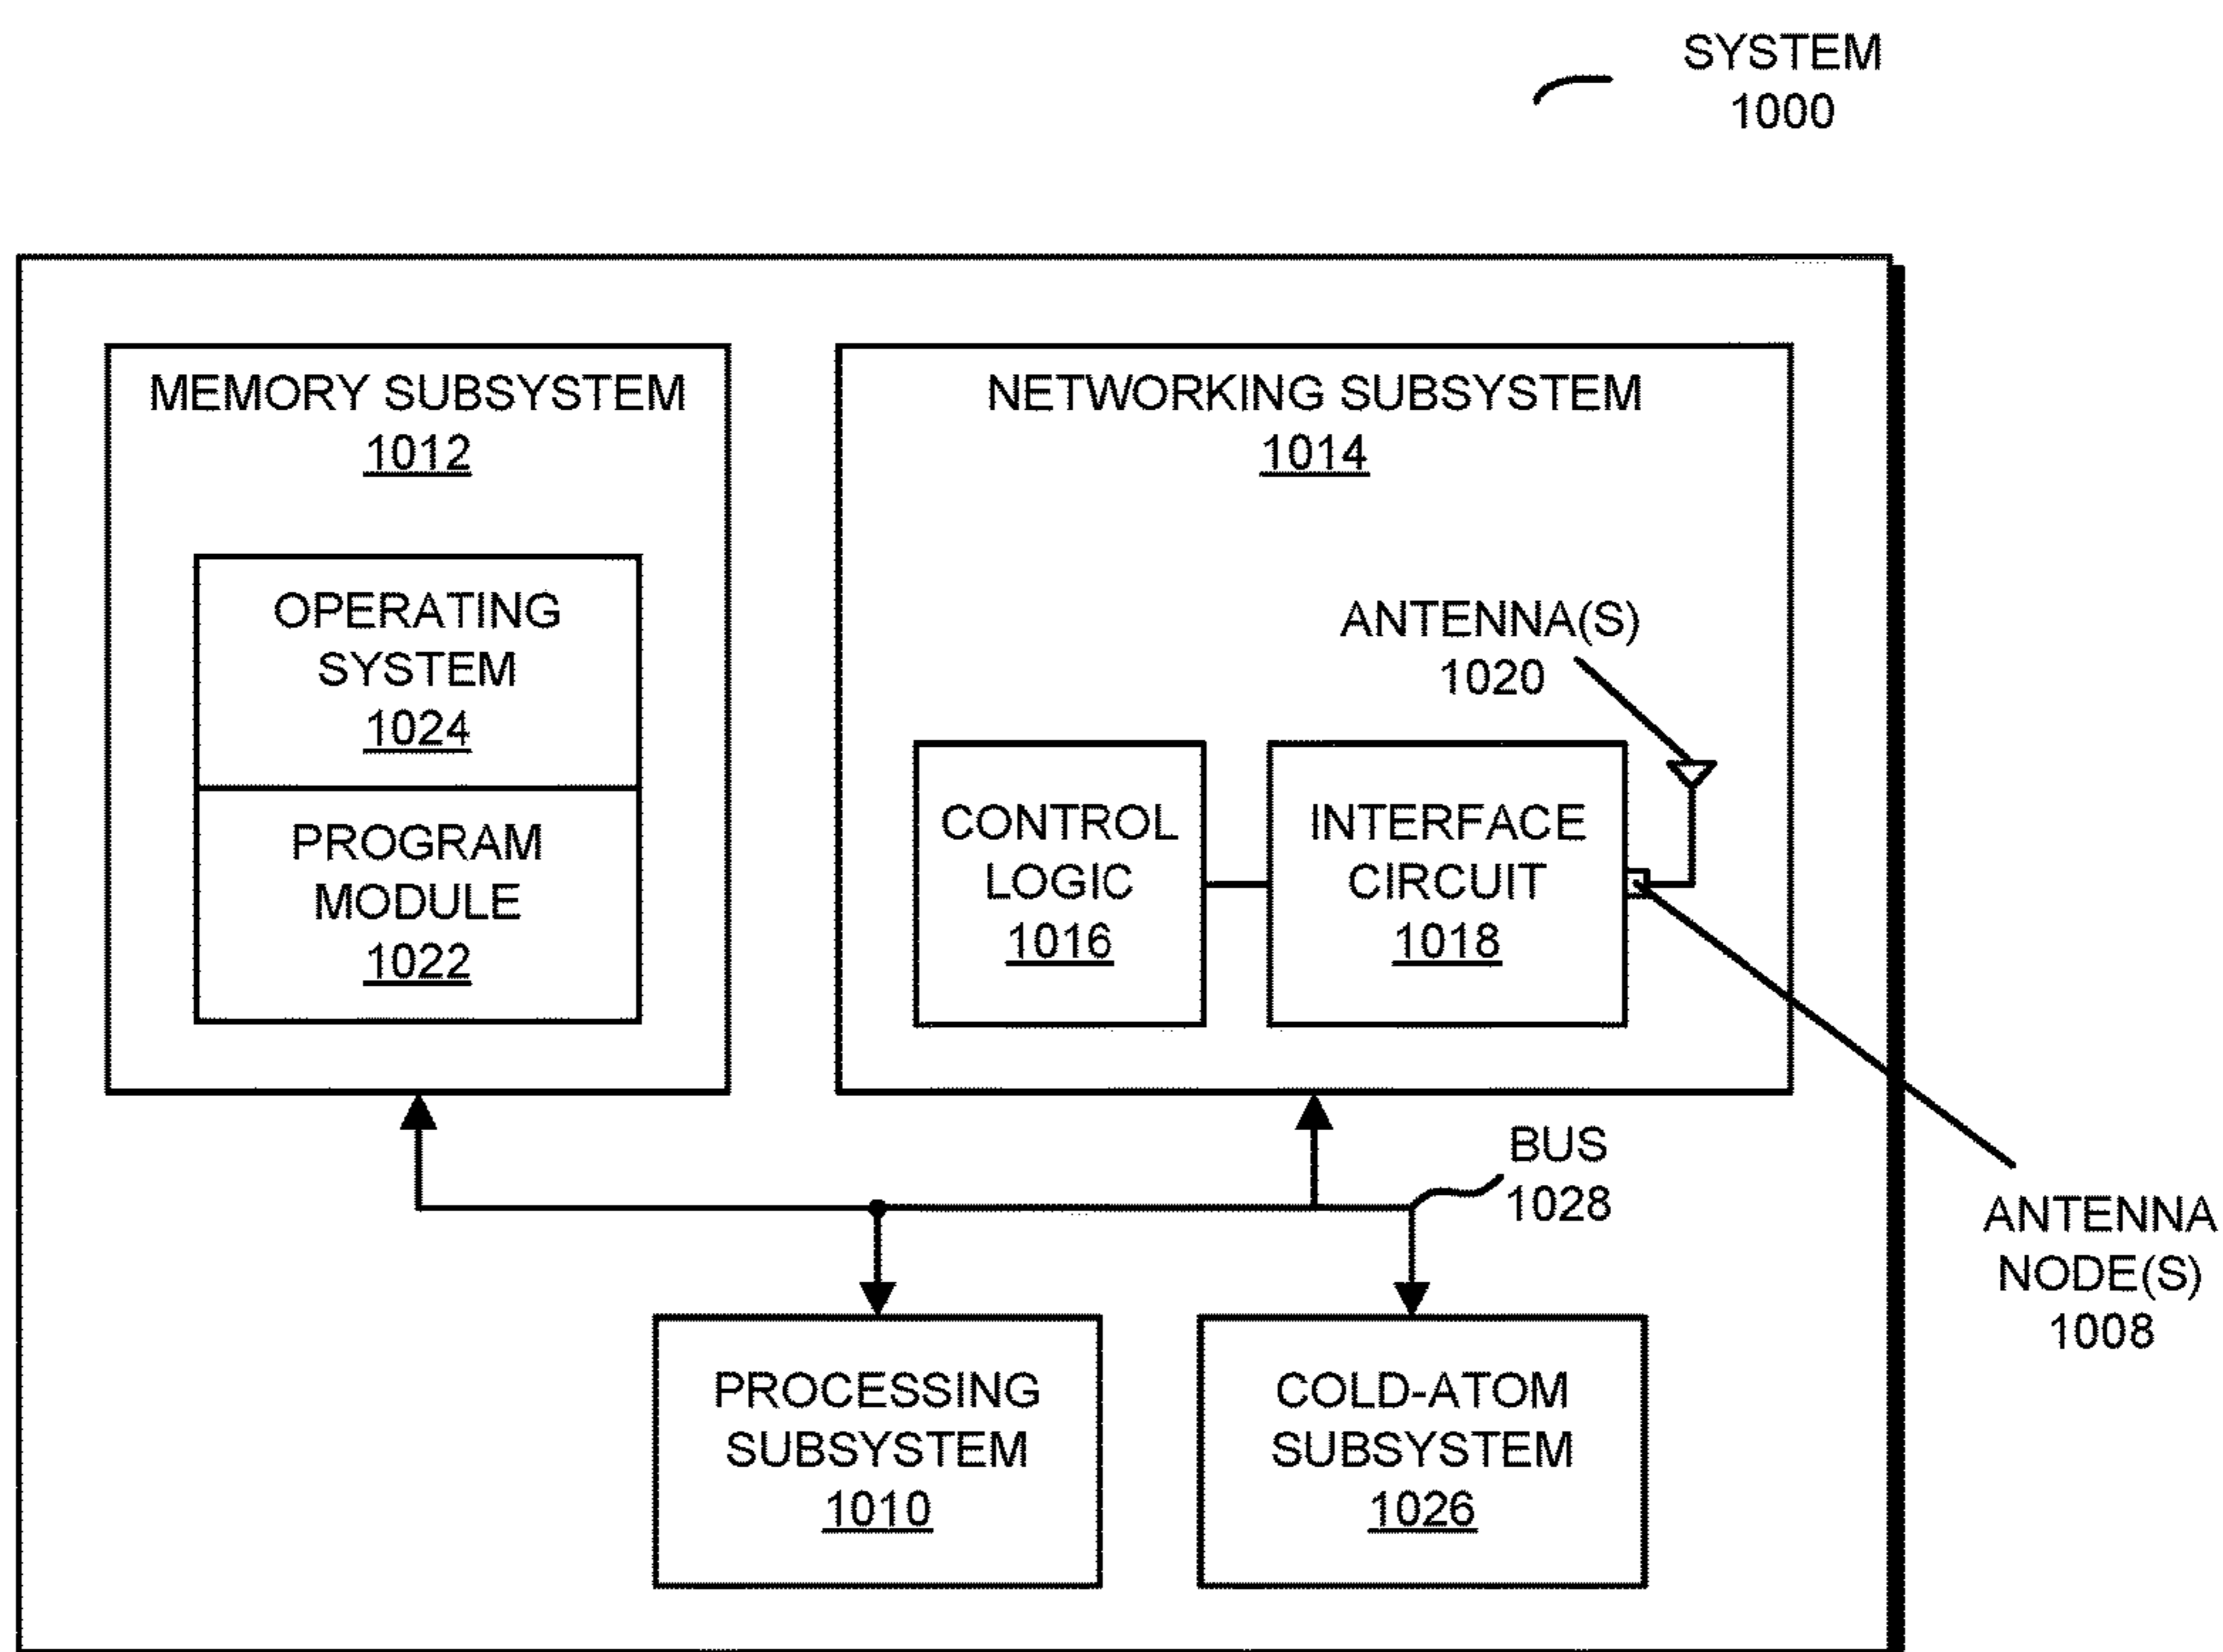 SYSTEM
1000
MEMORY SUBSYSTEM
1012
OPERATING
SYSTEM
1024
PROGRAM
MODULE
1022
NETWORKING SUBSYSTEM
1014
ANTENNA(S)
1020
CONTROL
LOGIC
1016
INTERFACE
CIRCUIT
1018
BUS
1028
ANTENNA
NODE(S)
1008
PROCESSING
SUBSYSTEM
1010
COLD-ATOM
SUBSYSTEM
1026